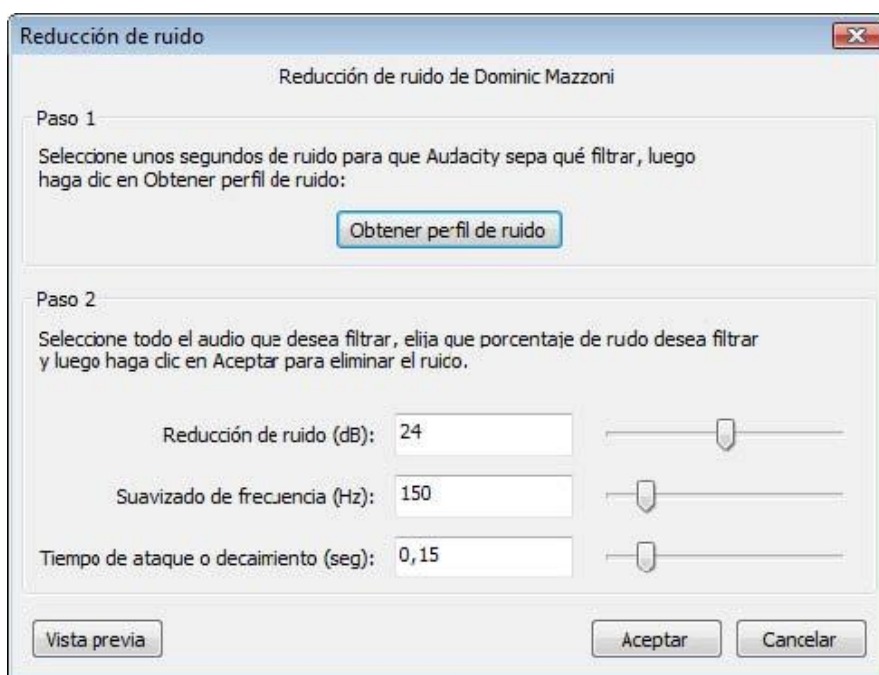 Reducción de ruido
Reducción de ruido de Dominic Mazzoni
Paso 1
Seleccione unos segundos de ruido para que Audacity sepa qué filtrar, luego
haga clic en Obtener perfil de ruido:
Obtener perfil de ruido
Paso 2
Seleccione todo el audio que desea filtrar, elija que porcentaje de ruido desea filtrar
y luego haga clic en Aceptar para eliminar el ruido.
Reducción de ruido (dB): 24
Suavizado de frecuencia (Hz): 150
Tiempo de ataque o decaimiento (seg): 0,15
Vista previa Aceptar Cancelar